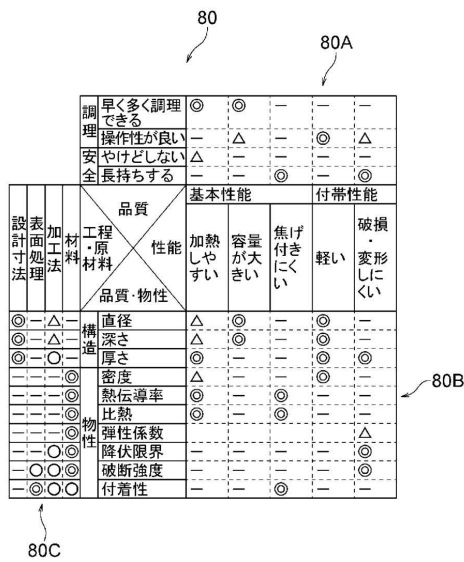 80
80A
調理
早く多く調理
できる ◎ ◎ － － －
操作性が良い － △ － ◎ △
安全
やけどしない △ － － － －
長持ちする － － ◎ － ◎
設計寸法
表面処理
加工法
材料
工程・原材料
品質
性能
品質・物性
基本性能
付帯性能
加熱しやすい
容量が大きい
焦げ付きにくい
軽い
破損・変形しにくい
構造
◎ － △ － 直径 △ ◎ － ◎ －
◎ － △ － 深さ △ ◎ － ◎ －
◎ － ○ － 厚さ ◎ － － ◎ ◎
物性
－ － － ◎ 密度 △ － － ◎ －
－ － － ◎ 熱伝導率 ◎ － ◎ － －
－ － － ◎ 比熱 ◎ － ◎ － －
－ － － ◎ 弾性係数 － － － － △
－ － ○ ◎ 降伏限界 － － － － ◎
－ ○ ○ ◎ 破断強度 － － － － ◎
－ ◎ ○ ○ 付着性 － － ◎ － －
80B
80C